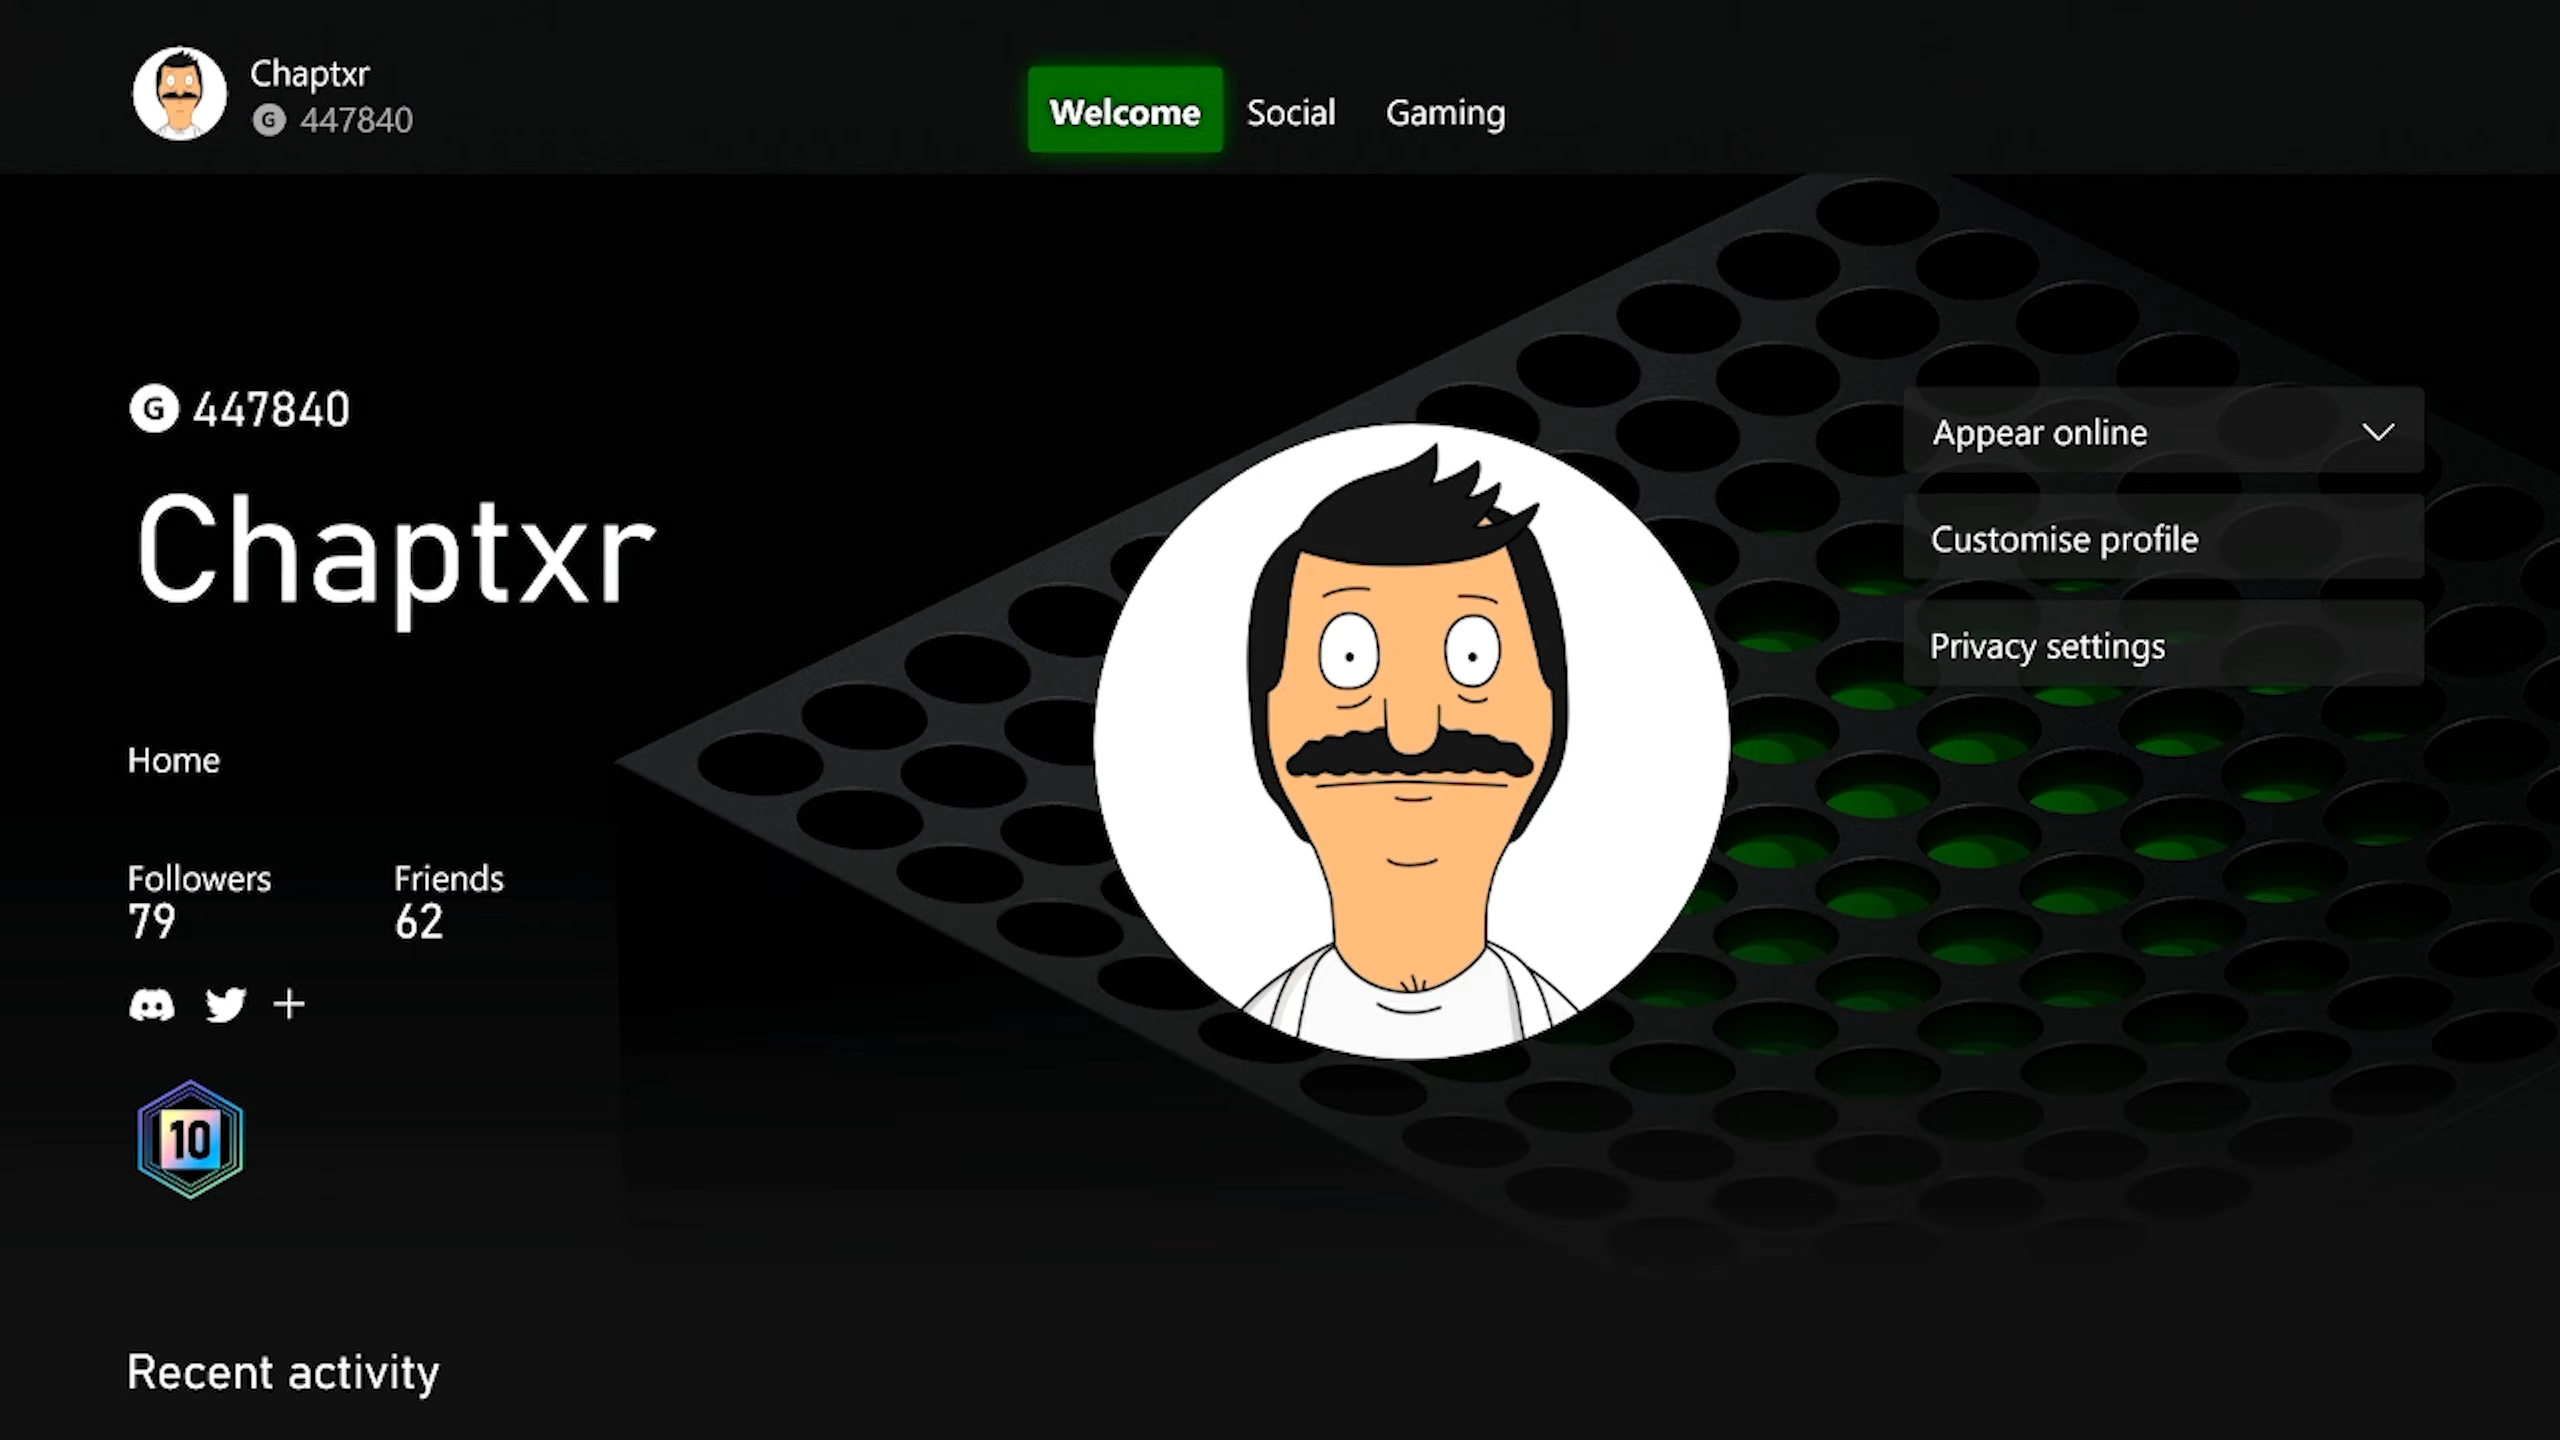 Chaptxr
G 447840
Welcome Social Gaming
G 447840
Chaptxr
Appear online
Customise profile
Privacy settings
Home
Followers Friends
79 62
10
Recent activity